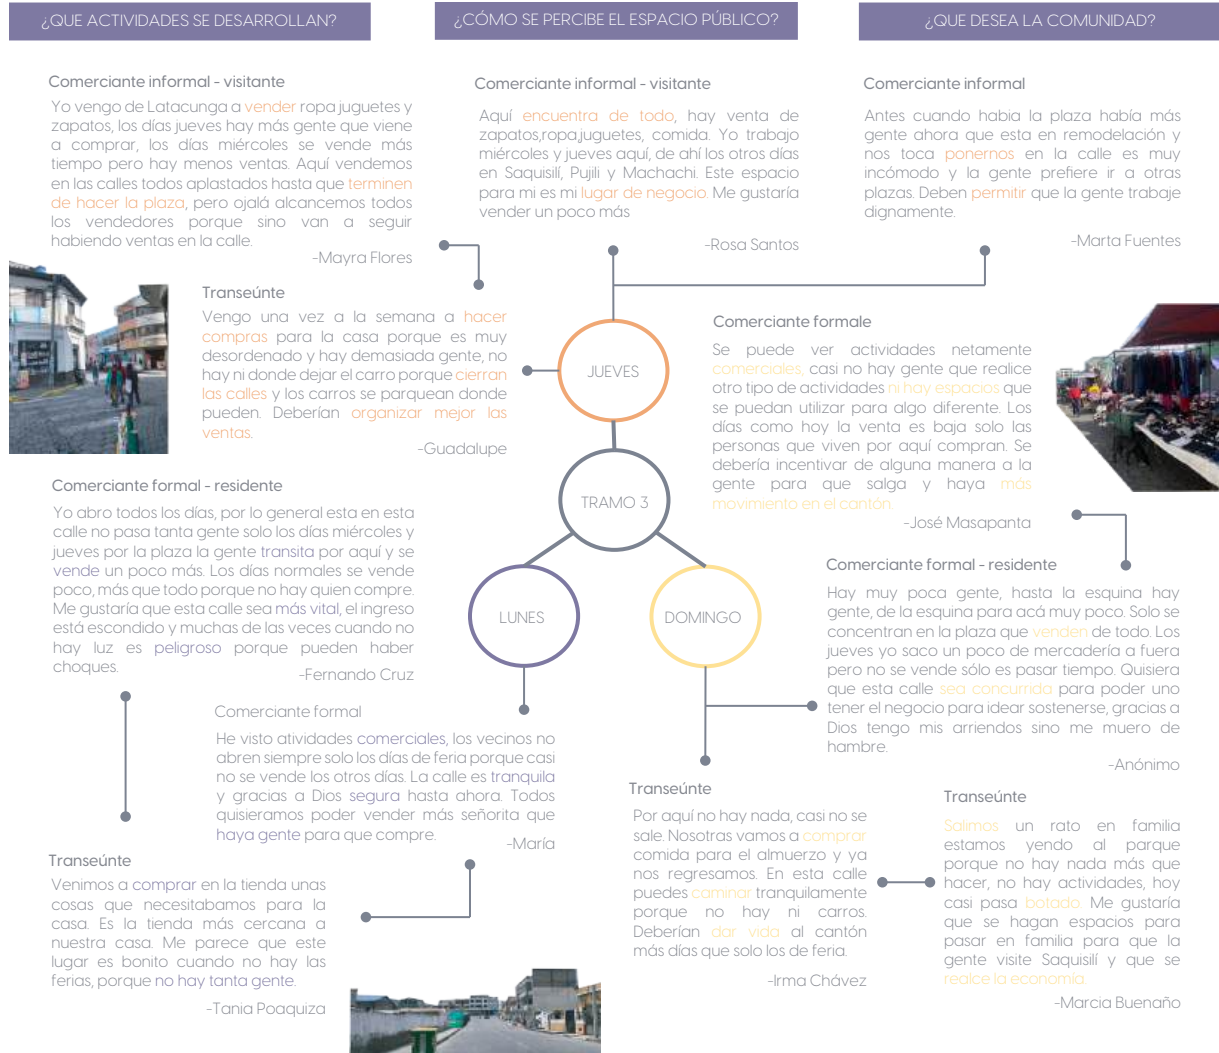 ¿QUE ACTIVIDADES SE DESARROLLAN?
¿CÓMO SE PERCIBE EL ESPACIO PÚBLICO?
¿QUE DESEA LA COMUNIDAD?
Comerciante informal - visitante
Yo vengo de Latacunga a vender ropa juguetes y
zapatos, los días jueves hay más gente que viene
a comprar, los días miércoles se vende más
tiempo pero hay menos ventas. Aquí vendemos
en las calles todos aplastados hasta que terminen
de hacer la plaza, pero ojalá alcancemos todos
los vendedores porque sino van a seguir
habiendo ventas en la calle.
-Mayra Flores
Comerciante informal - visitante
Aquí encuentra de todo, hay venta de
zapatos,ropa,juguetes, comida. Yo trabajo
miércoles y jueves aquí, de ahí los otros días
en Saquisilí, Pujili y Machachi. Este espacio
para mi es mi lugar de negocio. Me gustaría
vender un poco más
-Rosa Santos
Comerciante informal
Antes cuando habia la plaza había más
gente ahora que esta en remodelación y
nos toca ponernos en la calle es muy
incómodo y la gente prefiere ir a otras
plazas. Deben permitir que la gente trabaje
dignamente.
-Marta Fuentes
Transeúnte
Vengo una vez a la semana a hacer
compras para la casa porque es muy
desordenado y hay demasiada gente, no
hay ni donde dejar el carro porque cierran
las calles y los carros se parquean donde
pueden. Deberían organizar mejor las
ventas.
-Guadalupe
JUEVES
Comerciante formale
Se puede ver actividades netamente
comerciales, casi no hay gente que realice
otro tipo de actividades ni hay espacios que
se puedan utilizar para algo diferente. Los
días como hoy la venta es baja solo las
personas que viven por aquí compran. Se
debería incentivar de alguna manera a la
gente para que salga y haya más
movimiento en el cantón.
-José Masapanta
TRAMO 3
Comerciante formal - residente
Yo abro todos los días, por lo general esta en esta
calle no pasa tanta gente solo los días miércoles y
jueves por la plaza la gente transita por aquí y se
vende un poco más. Los días normales se vende
poco, más que todo porque no hay quien compre.
Me gustaría que esta calle sea más vital, el ingreso
está escondido y muchas de las veces cuando no
hay luz es peligroso porque pueden haber
choques.
-Fernando Cruz
LUNES
DOMINGO
Comerciante formal - residente
Hay muy poca gente, hasta la esquina hay
gente, de la esquina para acá muy poco. Solo se
concentran en la plaza que venden de todo. Los
jueves yo saco un poco de mercadería a fuera
pero no se vende sólo es pasar tiempo. Quisiera
que esta calle sea concurrida para poder uno
tener el negocio para idear sostenerse, gracias a
Dios tengo mis arriendos sino me muero de
hambre.
-Anónimo
Comerciante formal
He visto atividades comerciales, los vecinos no
abren siempre solo los días de feria porque casi
no se vende los otros días. La calle es tranquila
y gracias a Dios segura hasta ahora. Todos
quisieramos poder vender más señorita que
haya gente para que compre.
-María
Transeúnte
Venimos a comprar en la tienda unas
cosas que necesitabamos para la
casa. Es la tienda más cercana a
nuestra casa. Me parece que este
lugar es bonito cuando no hay las
ferias, porque no hay tanta gente.
-Tania Poaquiza
Transeúnte
Por aquí no hay nada, casi no se
sale. Nosotras vamos a comprar
comida para el almuerzo y ya
nos regresamos. En esta calle
puedes caminar tranquilamente
porque no hay ni carros.
Deberían dar vida al cantón
más días que solo los de feria.
-Irma Chávez
Transeúnte
Salimos un rato en familia
estamos yendo al parque
porque no hay nada más que
hacer, no hay actividades, hoy
casi pasa botado. Me gustaría
que se hagan espacios para
pasar en familia para que la
gente visite Saquisilí y que se
realce la economía.
-Marcia Buenaño